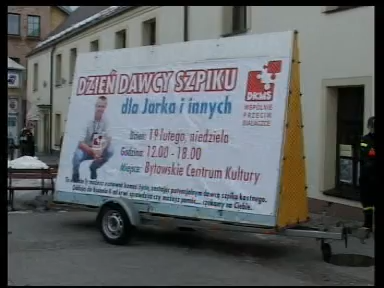 DZIEŃ DAWCY SZPIKU
dla Jarka i innych
DKMS
WSPÓLNIE
PRZECIW
BIAŁACZCE
Dzień: 19 lutego, niedziela
Godzina: 12.00 - 18.00
Miejsce: Bytowskie Centrum Kultury